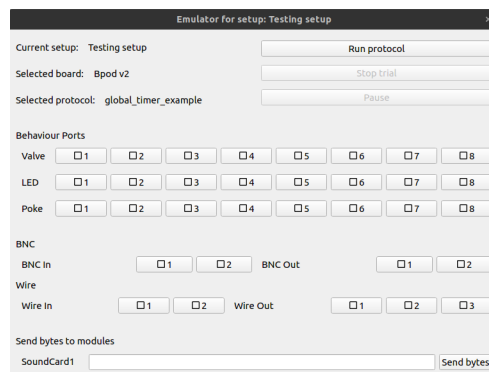 Emulator for setup: Testing setup
Current setup: Testing setup
Run protocol
Selected board: Bpod v2
Stop trial
Selected protocol: global_timer_example
Pause
Behaviour Ports
Valve 1 2 3 4 5 6 7 8
LED 1 2 3 4 5 6 7 8
Poke 1 2 3 4 5 6 7 8
BNC
BNC In 1 2 BNC Out 1 2
Wire
Wire In 1 2 Wire Out 1 2 3
Send bytes to modules
SoundCard1 Send bytes